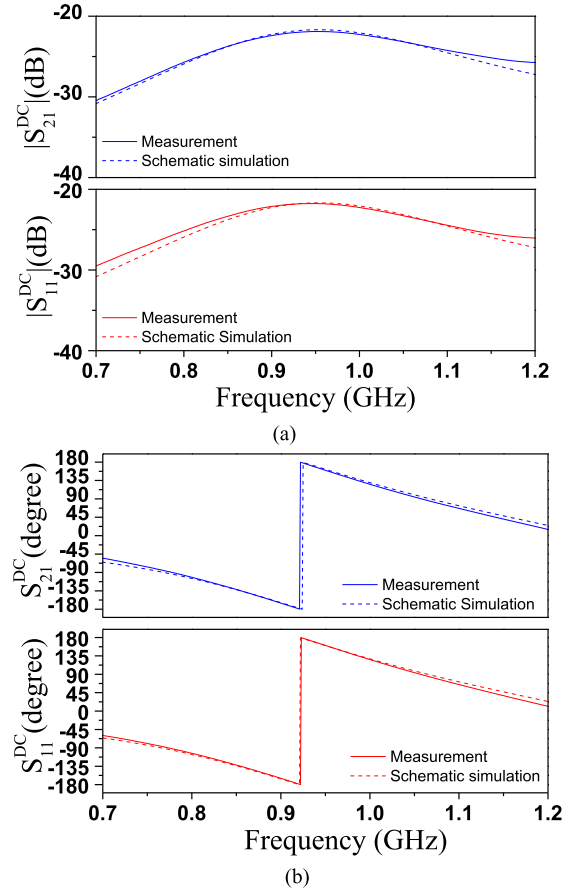 -20
-30
-40
|S₂₁ᴰᶜ|(dB)
Measurement
Schematic simulation
-20
-30
-40
|S₁₁ᴰᶜ|(dB)
Measurement
Schematic Simulation
0.7 0.8 0.9 1.0 1.1 1.2
Frequency (GHz)
(a)
180
135
90
45
0
-45
-90
-135
-180
S₂₁ᴰᶜ(degree)
Measurement
Schematic Simulation
180
135
90
45
0
-45
-90
-135
-180
S₁₁ᴰᶜ(degree)
Measurement
Schematic simulation
0.7 0.8 0.9 1.0 1.1 1.2
Frequency (GHz)
(b)